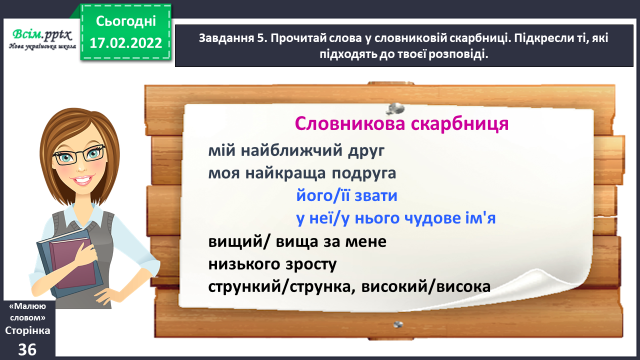 Всім.pptx
Нова українська школа
Сьогодні
17.02.2022
Завдання 5. Прочитай слова у словниковій скарбниці. Підкресли ті, які
підходять до твоєї розповіді.
Словникова скарбниця
мій найближчий друг
моя найкраща подруга
його/її звати
у неї/у нього чудове ім'я
вищий/ вища за мене
низького зросту
стрункий/струнка, високий/висока
«Малюю
словом»
Сторінка
36